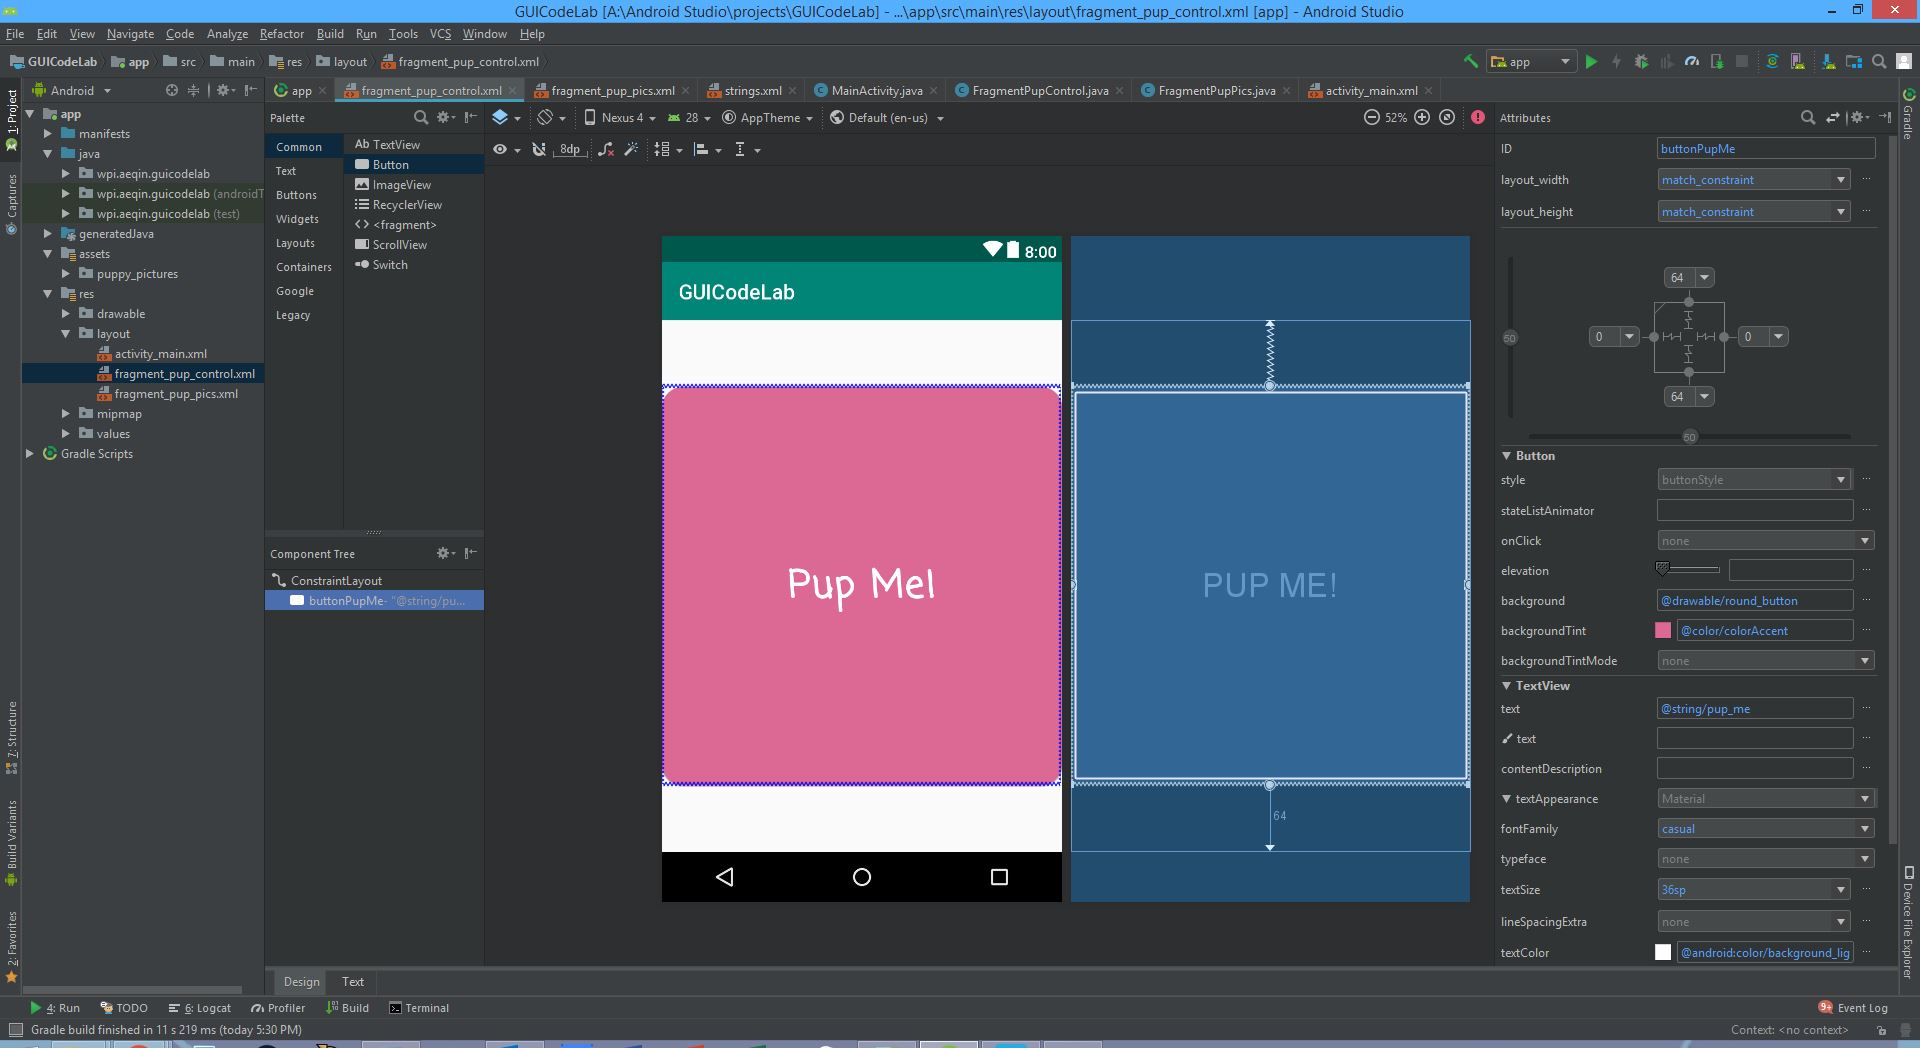 GUICodeLab [A:\Android Studio\projects\GUICodeLab] - ...\app\src\main\res\layout\fragment_pup_control.xml [app] - Android Studio
File Edit View Navigate Code Analyze Refactor Build Run Tools VCS Window Help
GUICodeLab app src main res layout fragment_pup_control.xml
app
Android
app fragment_pup_control.xml fragment_pup_pics.xml strings.xml MainActivity.java FragmentPupControl.java FragmentPupPics.java activity_main.xml
1: Project
Captures
7: Structure
Build Variants
2: Favorites
app
manifests
java
wpi.aeqin.guicodelab
wpi.aeqin.guicodelab (androidT
wpi.aeqin.guicodelab (test)
generatedJava
assets
puppy_pictures
res
drawable
layout
activity_main.xml
fragment_pup_control.xml
fragment_pup_pics.xml
mipmap
values
Gradle Scripts
Palette
Common
Text
Buttons
Widgets
Layouts
Containers
Google
Legacy
Ab TextView
Button
ImageView
RecyclerView
<> <fragment>
ScrollView
Switch
Component Tree
ConstraintLayout
buttonPupMe- "@string/pu...
Nexus 4 28 AppTheme Default (en-us) 52%
8dp
8:00
GUICodeLab
Pup Me!
PUP ME!
64
Design Text
Attributes
ID buttonPupMe
layout_width match_constraint
layout_height match_constraint
64
50
0 0
64
50
Button
style buttonStyle
stateListAnimator
onClick none
elevation
background @drawable/round_button
backgroundTint @color/colorAccent
backgroundTintMode none
TextView
text @string/pup_me
text
contentDescription
textAppearance Material
fontFamily casual
typeface none
textSize 36sp
lineSpacingExtra none
textColor @android:color/background_lig
Gradle
Device File Explorer
4: Run TODO 6: Logcat Profiler Build Terminal 9+ Event Log
Gradle build finished in 11 s 219 ms (today 5:30 PM) Context: <no context>